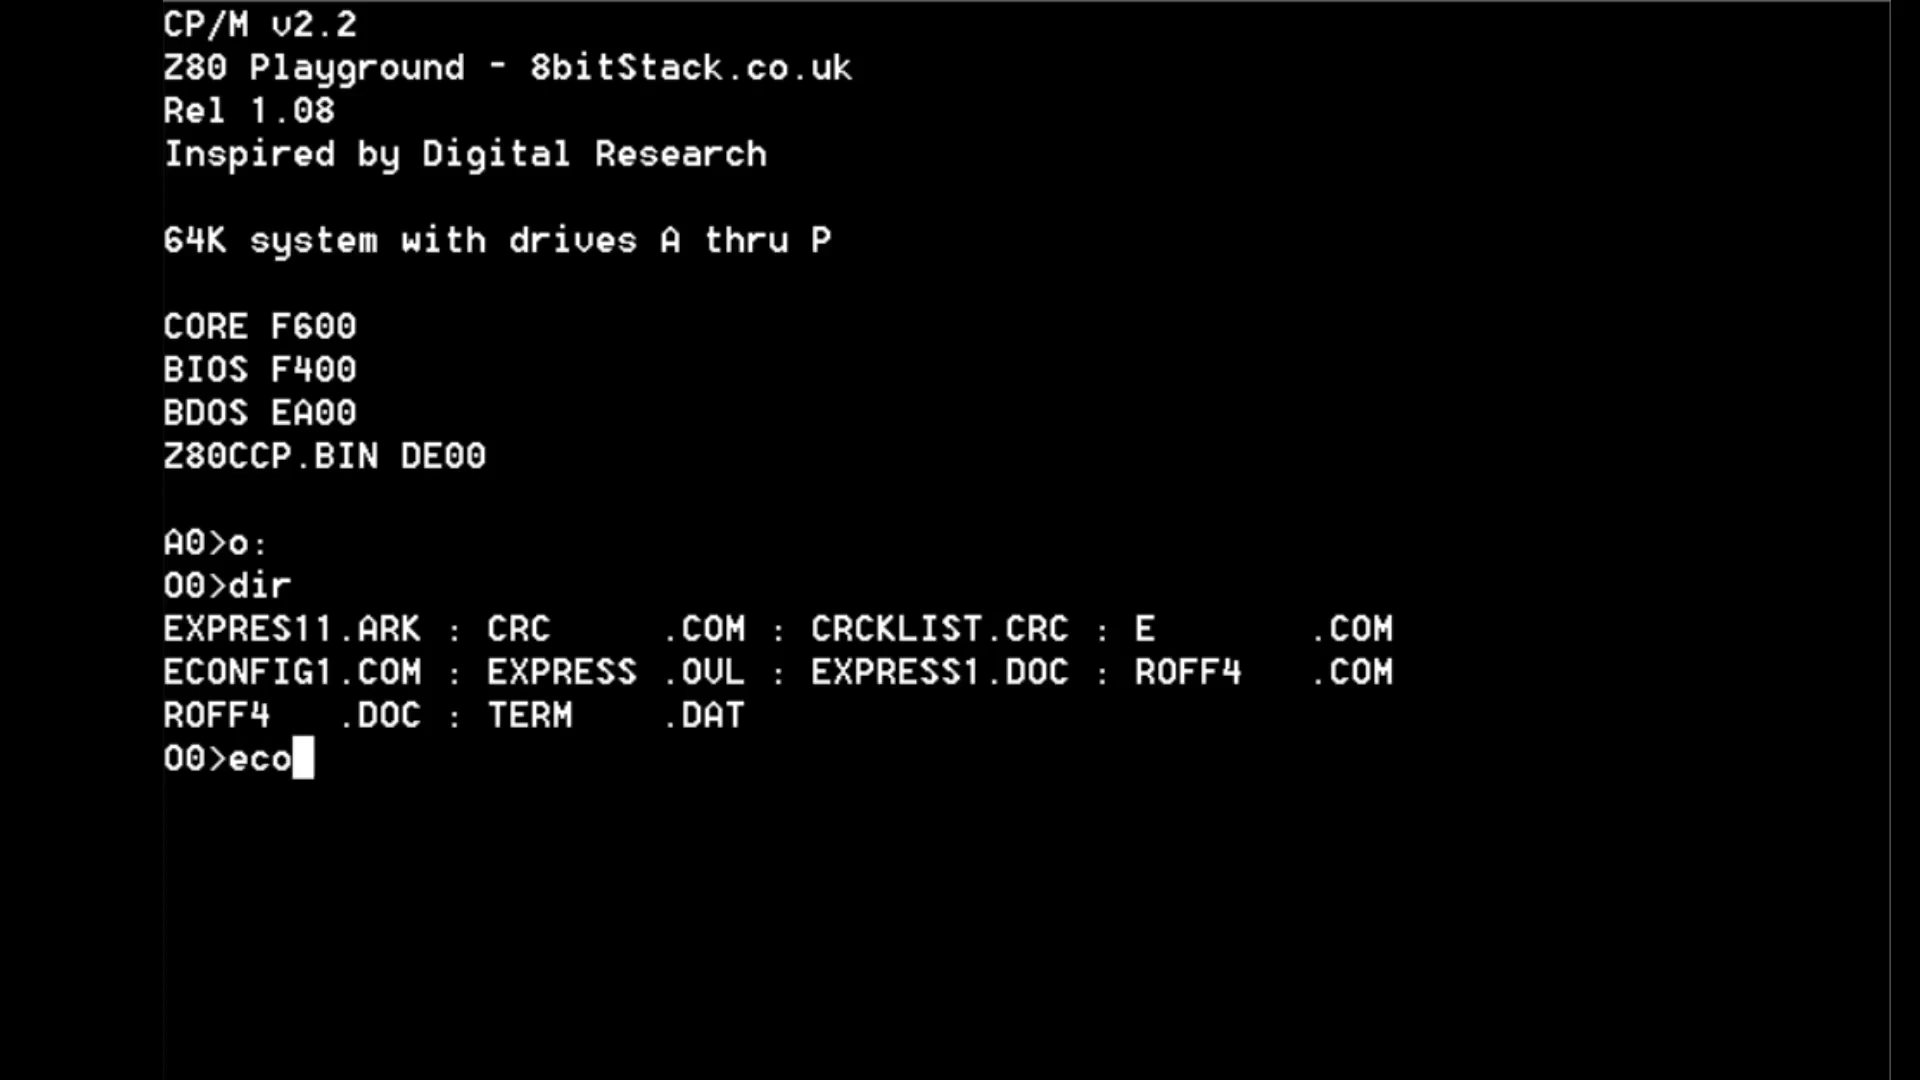 CP/M v2.2
Z80 Playground - 8bitStack.co.uk
Rel 1.08
Inspired by Digital Research
64K system with drives A thru P
CORE F600
BIOS F400
BDOS EA00
Z80CCP.BIN DE00
A0>o:
O0>dir
EXPRES11.ARK : CRC     .COM : CRCKLIST.CRC : E       .COM
ECONFIG1.COM : EXPRESS .OVL : EXPRESS1.DOC : ROFF4   .COM
ROFF4   .DOC : TERM    .DAT
O0>eco